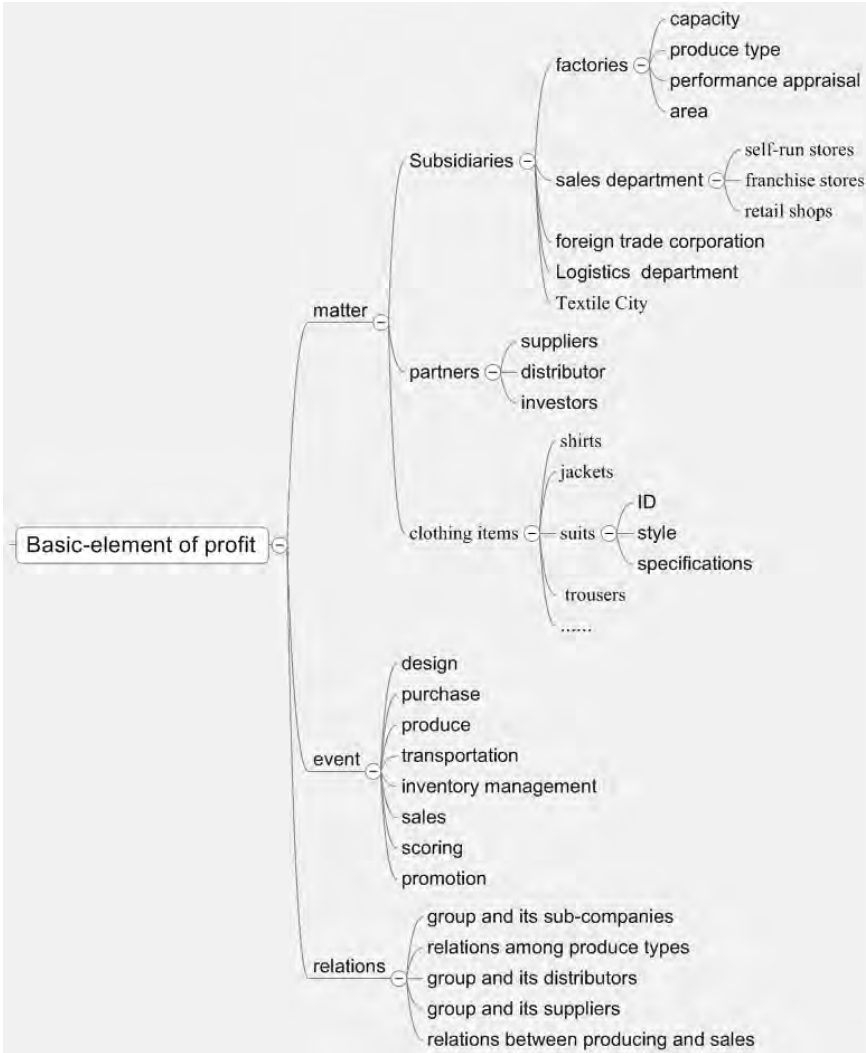 capacity
produce type
factories
performance appraisal
area
self-run stores
Subsidiaries
sales department
franchise stores
retail shops
foreign trade corporation
Logistics department
Textile City
matter
suppliers
partners
distributor
investors
shirts
jackets
ID
clothing items
suits
style
specifications
trousers
......
Basic-element of profit
design
purchase
produce
event
transportation
inventory management
sales
scoring
promotion
group and its sub-companies
relations among produce types
relations
group and its distributors
group and its suppliers
relations between producing and sales